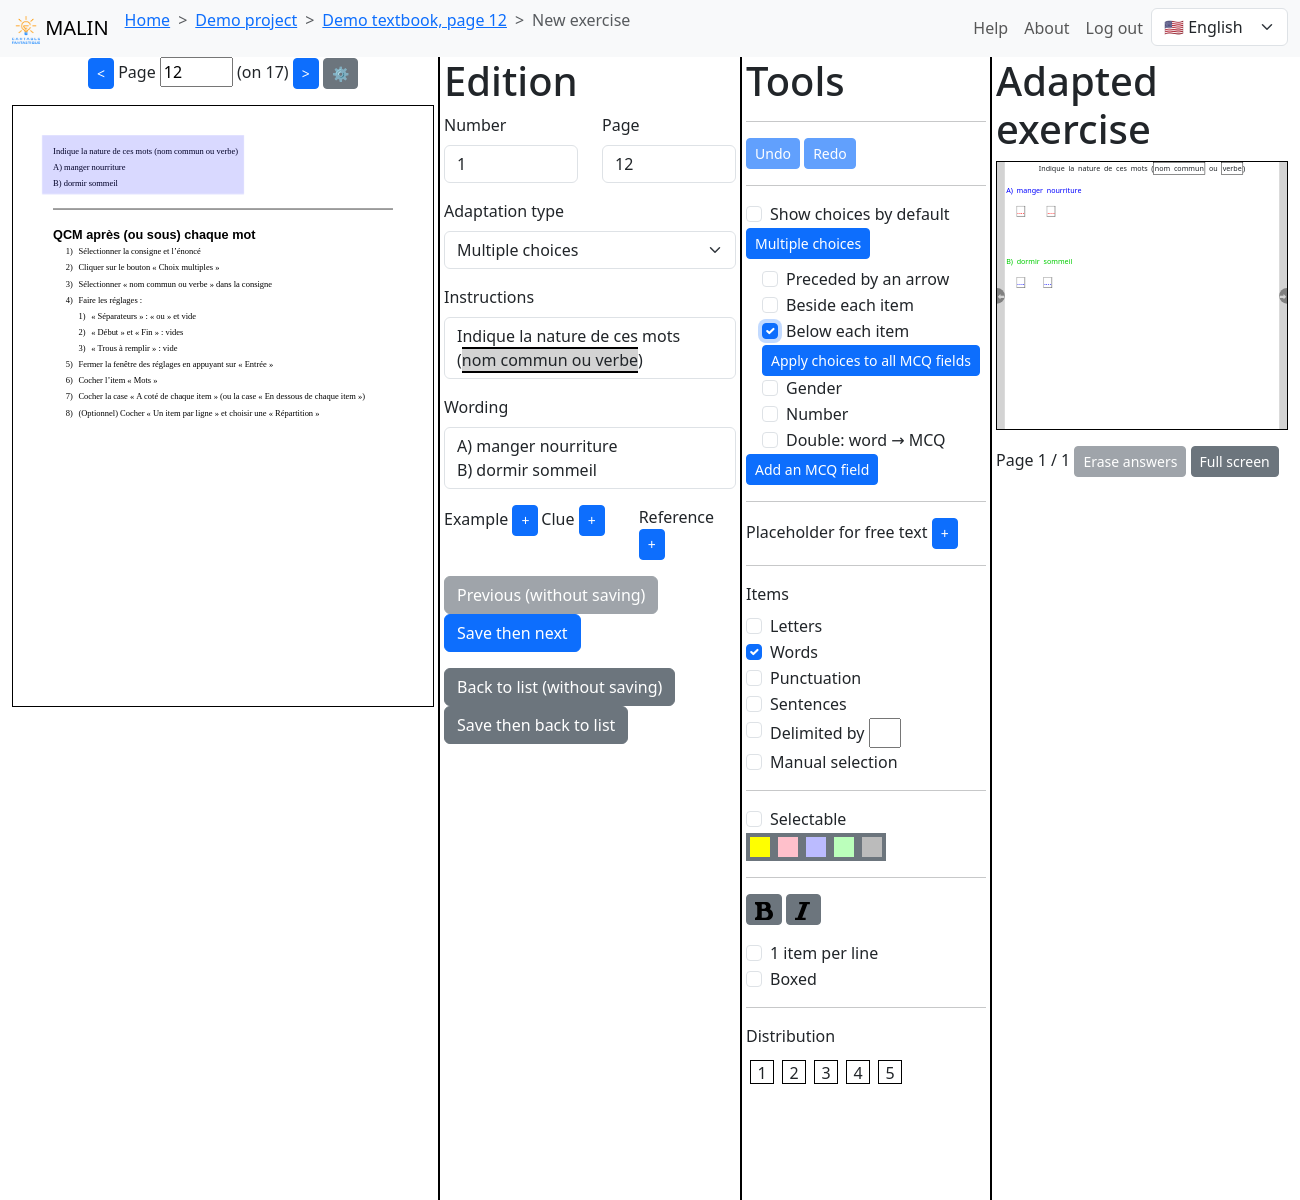 MALIN
Home > Demo project > Demo textbook, page 12 > New exercise
Help About Log out 🇺🇸 English
< Page 12 (on 17) > ⚙️
Indique la nature de ces mots (nom commun ou verbe)
A) manger nourriture
B) dormir sommeil
QCM après (ou sous) chaque mot
1) Sélectionner la consigne et l’énoncé
2) Cliquer sur le bouton « Choix multiples »
3) Sélectionner « nom commun ou verbe » dans la consigne
4) Faire les réglages :
1) « Séparateurs » : « ou » et vide
2) « Début » et « Fin » : vides
3) « Trous à remplir » : vide
5) Fermer la fenêtre des réglages en appuyant sur « Entrée »
6) Cocher l’item « Mots »
7) Cocher la case « A coté de chaque item » (ou la case « En dessous de chaque item »)
8) (Optionnel) Cocher « Un item par ligne » et choisir une « Répartition »
Edition
Number Page
1 12
Adaptation type
Multiple choices
Instructions
Indique la nature de ces mots
(nom commun ou verbe)
Wording
A) manger nourriture
B) dormir sommeil
Example + Clue + Reference
+
Previous (without saving)
Save then next
Back to list (without saving)
Save then back to list
Tools
Undo Redo
Show choices by default
Multiple choices
Preceded by an arrow
Beside each item
Below each item
Apply choices to all MCQ fields
Gender
Number
Double: word → MCQ
Add an MCQ field
Placeholder for free text +
Items
Letters
Words
Punctuation
Sentences
Delimited by
Manual selection
Selectable
B I
1 item per line
Boxed
Distribution
1 2 3 4 5
Adapted
exercise
Indique la nature de ces mots (nom commun ou verbe)
A) manger nourriture
.... ....
B) dormir sommeil
.... ....
Page 1 / 1 Erase answers Full screen